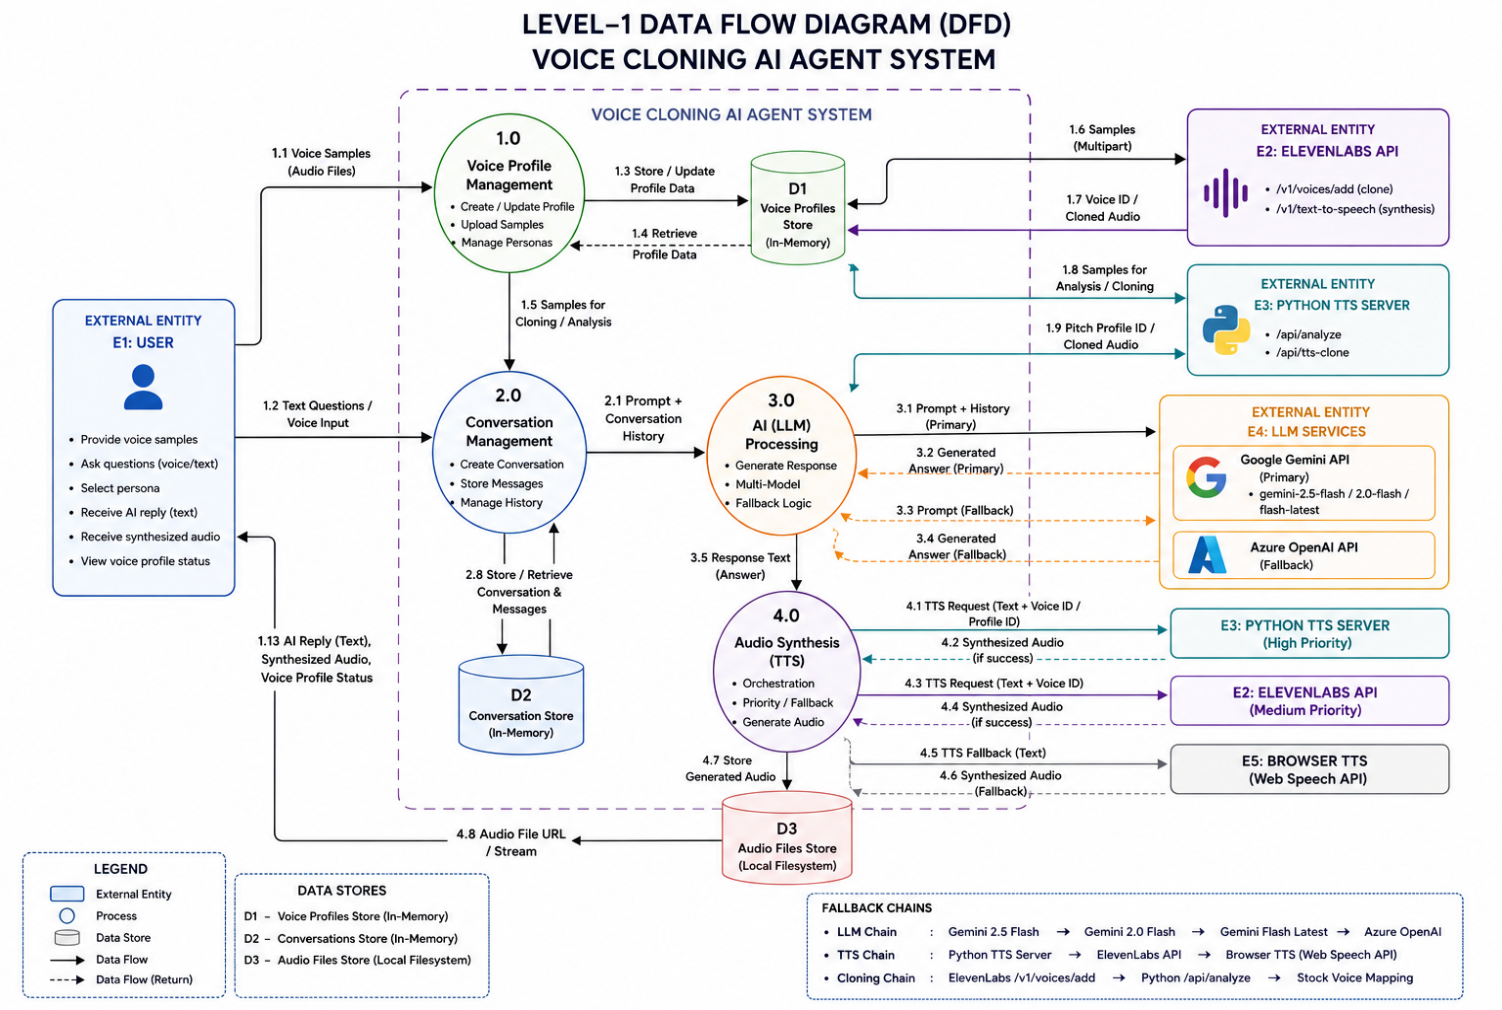 LEVEL–1 DATA FLOW DIAGRAM (DFD)
VOICE CLONING AI AGENT SYSTEM
VOICE CLONING AI AGENT SYSTEM
EXTERNAL ENTITY
E1: USER
• Provide voice samples
• Ask questions (voice/text)
• Select persona
• Receive AI reply (text)
• Receive synthesized audio
• View voice profile status
1.1 Voice Samples
(Audio Files)
1.2 Text Questions /
Voice Input
1.13 AI Reply (Text),
Synthesized Audio,
Voice Profile Status
1.0
Voice Profile
Management
• Create / Update Profile
• Upload Samples
• Manage Personas
1.3 Store / Update
Profile Data
1.4 Retrieve
Profile Data
D1
Voice Profiles
Store
(In-Memory)
1.5 Samples for
Cloning / Analysis
1.6 Samples
(Multipart)
1.7 Voice ID /
Cloned Audio
1.8 Samples for
Analysis / Cloning
1.9 Pitch Profile ID /
Cloned Audio
EXTERNAL ENTITY
E2: ELEVENLABS API
• /v1/voices/add (clone)
• /v1/text-to-speech (synthesis)
EXTERNAL ENTITY
E3: PYTHON TTS SERVER
• /api/analyze
• /api/tts-clone
2.0
Conversation
Management
• Create Conversation
• Store Messages
• Manage History
2.1 Prompt +
Conversation
History
2.8 Store / Retrieve
Conversation &
Messages
D2
Conversation Store
(In-Memory)
3.0
AI (LLM)
Processing
• Generate Response
• Multi-Model
• Fallback Logic
3.1 Prompt + History
(Primary)
3.2 Generated
Answer (Primary)
3.3 Prompt (Fallback)
3.4 Generated
Answer (Fallback)
3.5 Response Text
(Answer)
EXTERNAL ENTITY
E4: LLM SERVICES
Google Gemini API
(Primary)
• gemini-2.5-flash / 2.0-flash /
flash-latest
Azure OpenAI API
(Fallback)
4.0
Audio Synthesis
(TTS)
• Orchestration
• Priority / Fallback
• Generate Audio
4.1 TTS Request (Text + Voice ID /
Profile ID)
4.2 Synthesized Audio
(if success)
4.3 TTS Request (Text + Voice ID)
4.4 Synthesized Audio
(if success)
4.5 TTS Fallback (Text)
4.6 Synthesized Audio
(Fallback)
E3: PYTHON TTS SERVER
(High Priority)
E2: ELEVENLABS API
(Medium Priority)
E5: BROWSER TTS
(Web Speech API)
4.7 Store
Generated Audio
D3
Audio Files Store
(Local Filesystem)
4.8 Audio File URL
/ Stream
LEGEND
External Entity
Process
Data Store
Data Flow
Data Flow (Return)
DATA STORES
D1 – Voice Profiles Store (In-Memory)
D2 – Conversations Store (In-Memory)
D3 – Audio Files Store (Local Filesystem)
FALLBACK CHAINS
• LLM Chain : Gemini 2.5 Flash → Gemini 2.0 Flash → Gemini Flash Latest → Azure OpenAI
• TTS Chain : Python TTS Server → ElevenLabs API → Browser TTS (Web Speech API)
• Cloning Chain : ElevenLabs /v1/voices/add → Python /api/analyze → Stock Voice Mapping